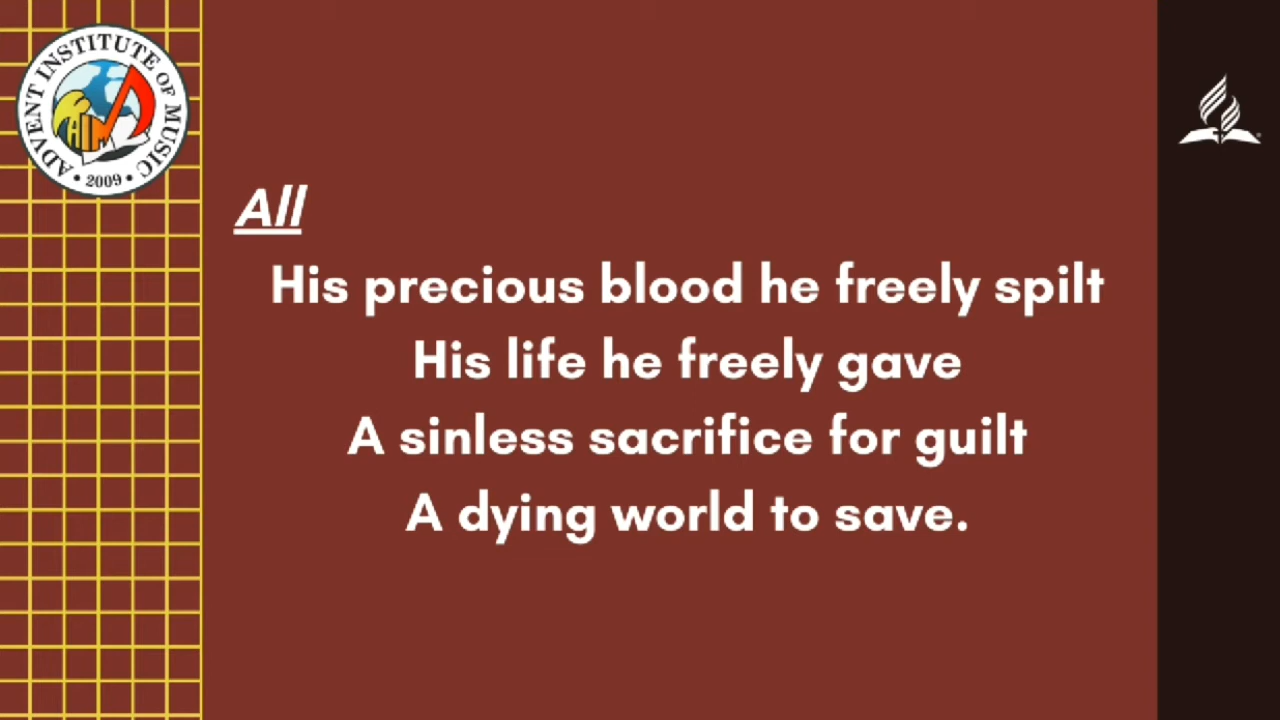 ADVENT INSTITUTE OF MUSIC
AIM
• 2009 •
All
His precious blood he freely spilt
His life he freely gave
A sinless sacrifice for guilt
A dying world to save.